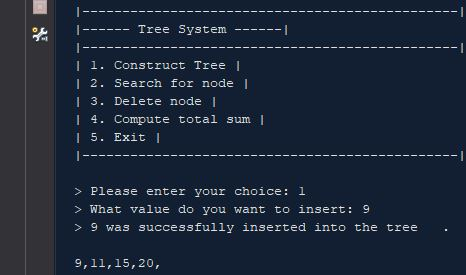 |-----------------------------------------------|
|------ Tree System ------|
|-----------------------------------------------|
| 1. Construct Tree |
| 2. Search for node |
| 3. Delete node |
| 4. Compute total sum |
| 5. Exit |
|-----------------------------------------------|
> Please enter your choice: 1
> What value do you want to insert: 9
> 9 was successfully inserted into the tree   .
9,11,15,20,